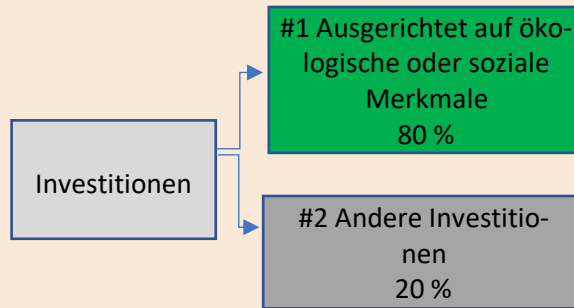 #1 Ausgerichtet auf öko-
logische oder soziale
Merkmale
80 %
Investitionen
#2 Andere Investitio-
nen
20 %